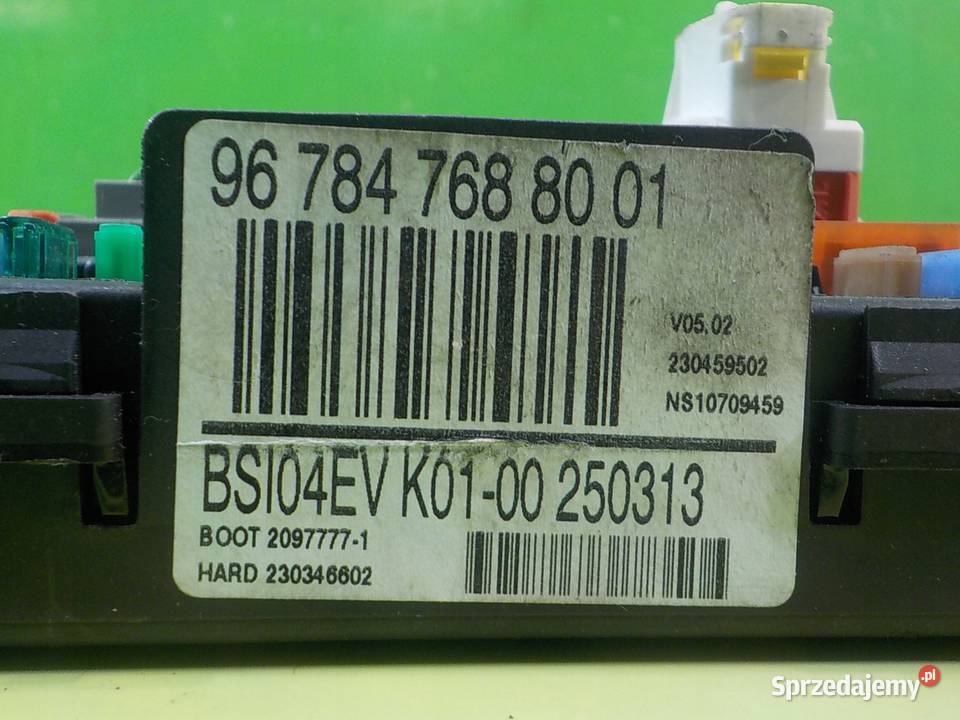 96 784 768 80 01
V05.02
230459502
NS10709459
BSI04EV K01-00 250313
BOOT 2097777-1
HARD 230346602
Sprzedajemy.pl